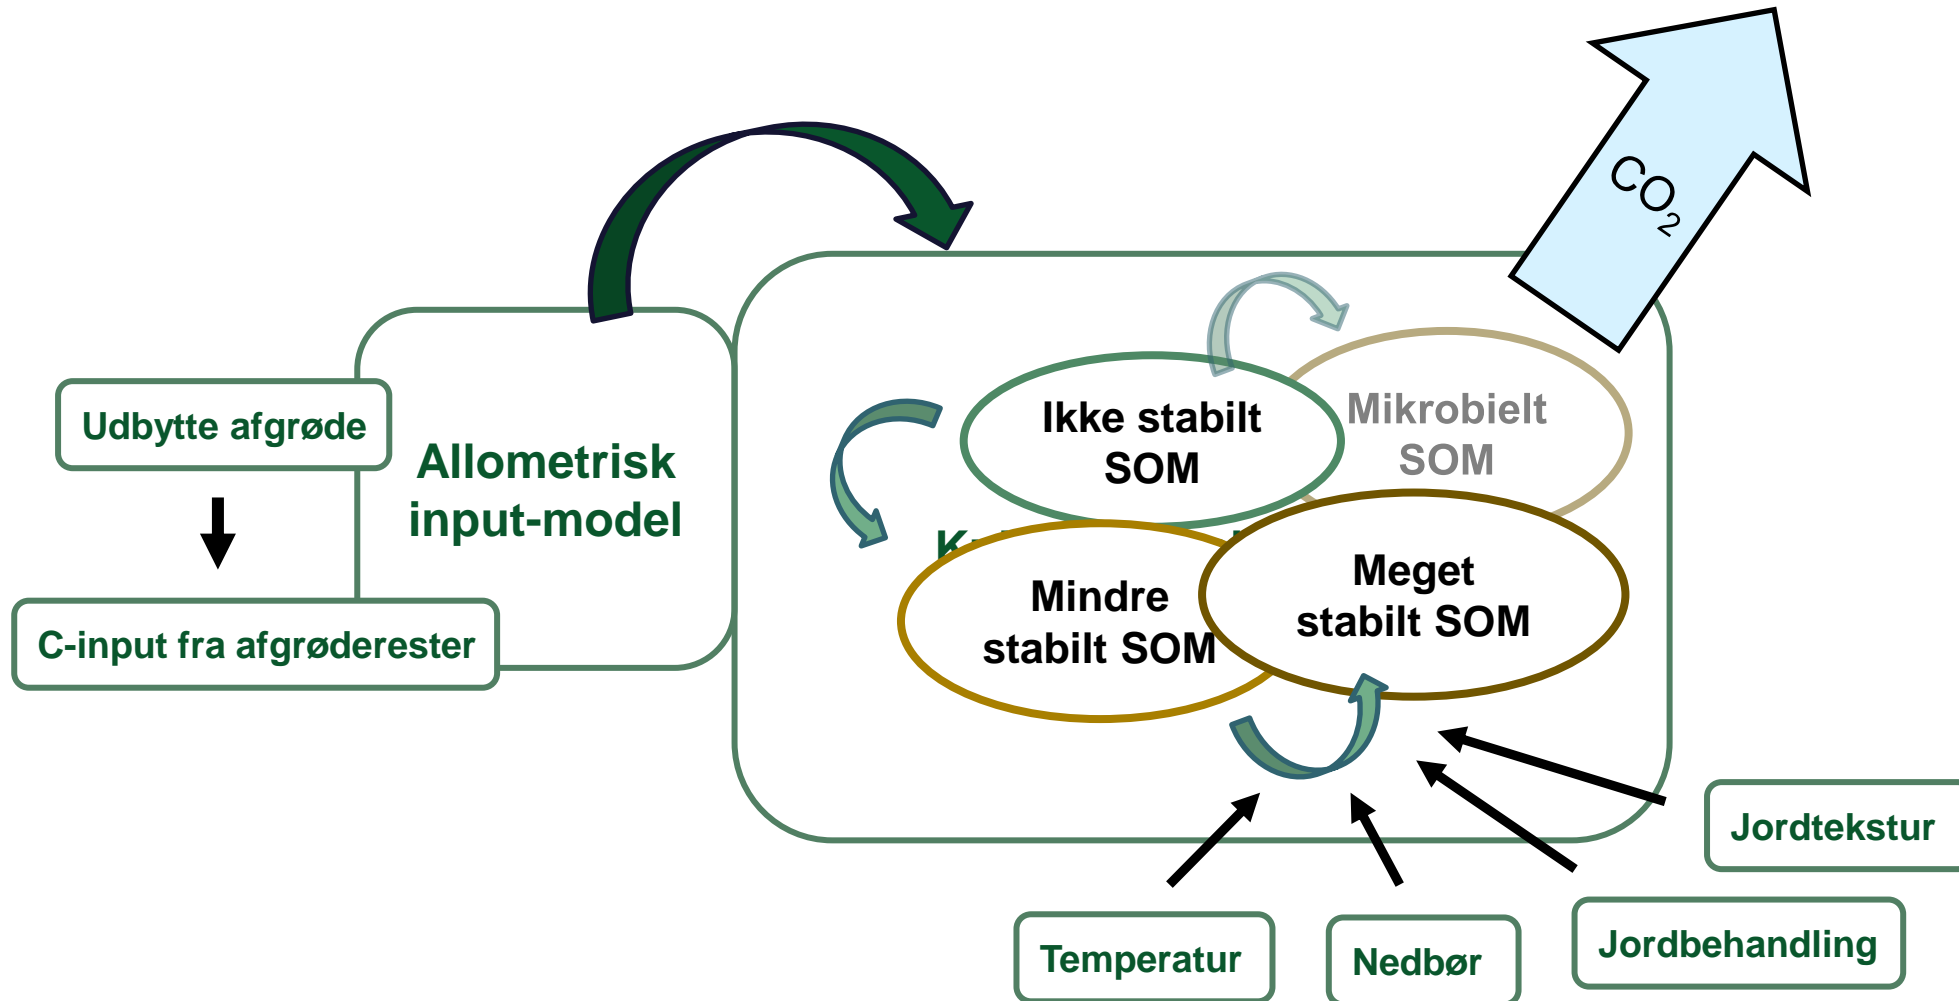 CO₂
Udbytte afgrøde
Allometrisk
input-model
C-input fra afgrøderester
Ikke stabilt
SOM
Mikrobielt
SOM
Mindre
stabilt SOM
Meget
stabilt SOM
Jordtekstur
Jordbehandling
Temperatur
Nedbør